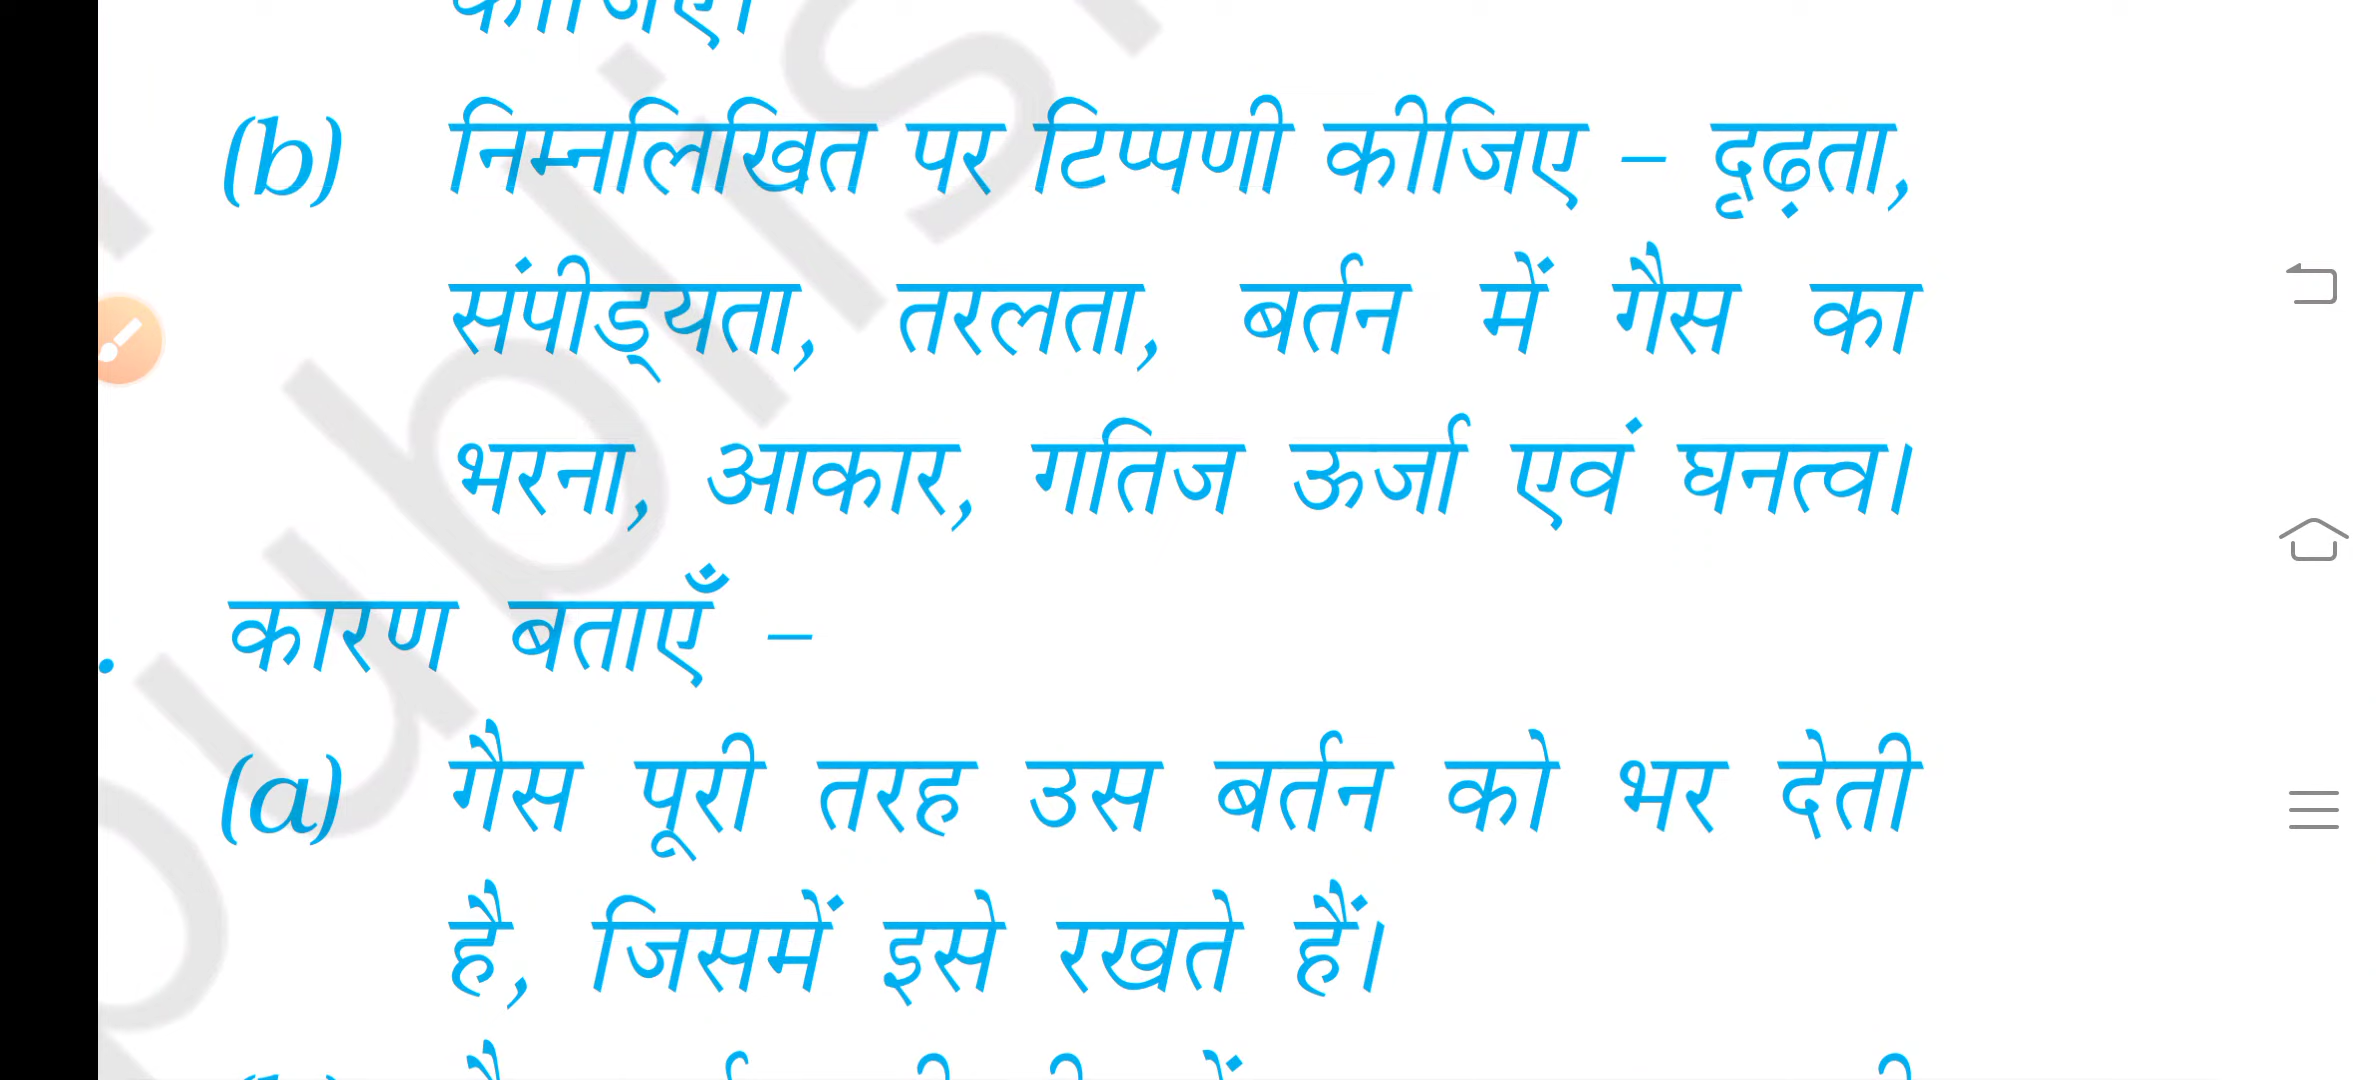 कीजिए।
(b) निम्नलिखित पर टिप्पणी कीजिए – दृढ़ता,
संपीड्यता, तरलता, बर्तन में गैस का
भरना, आकार, गतिज ऊर्जा एवं घनत्व।
. कारण बताएँ –
(a) गैस पूरी तरह उस बर्तन को भर देती
है, जिसमें इसे रखते हैं।